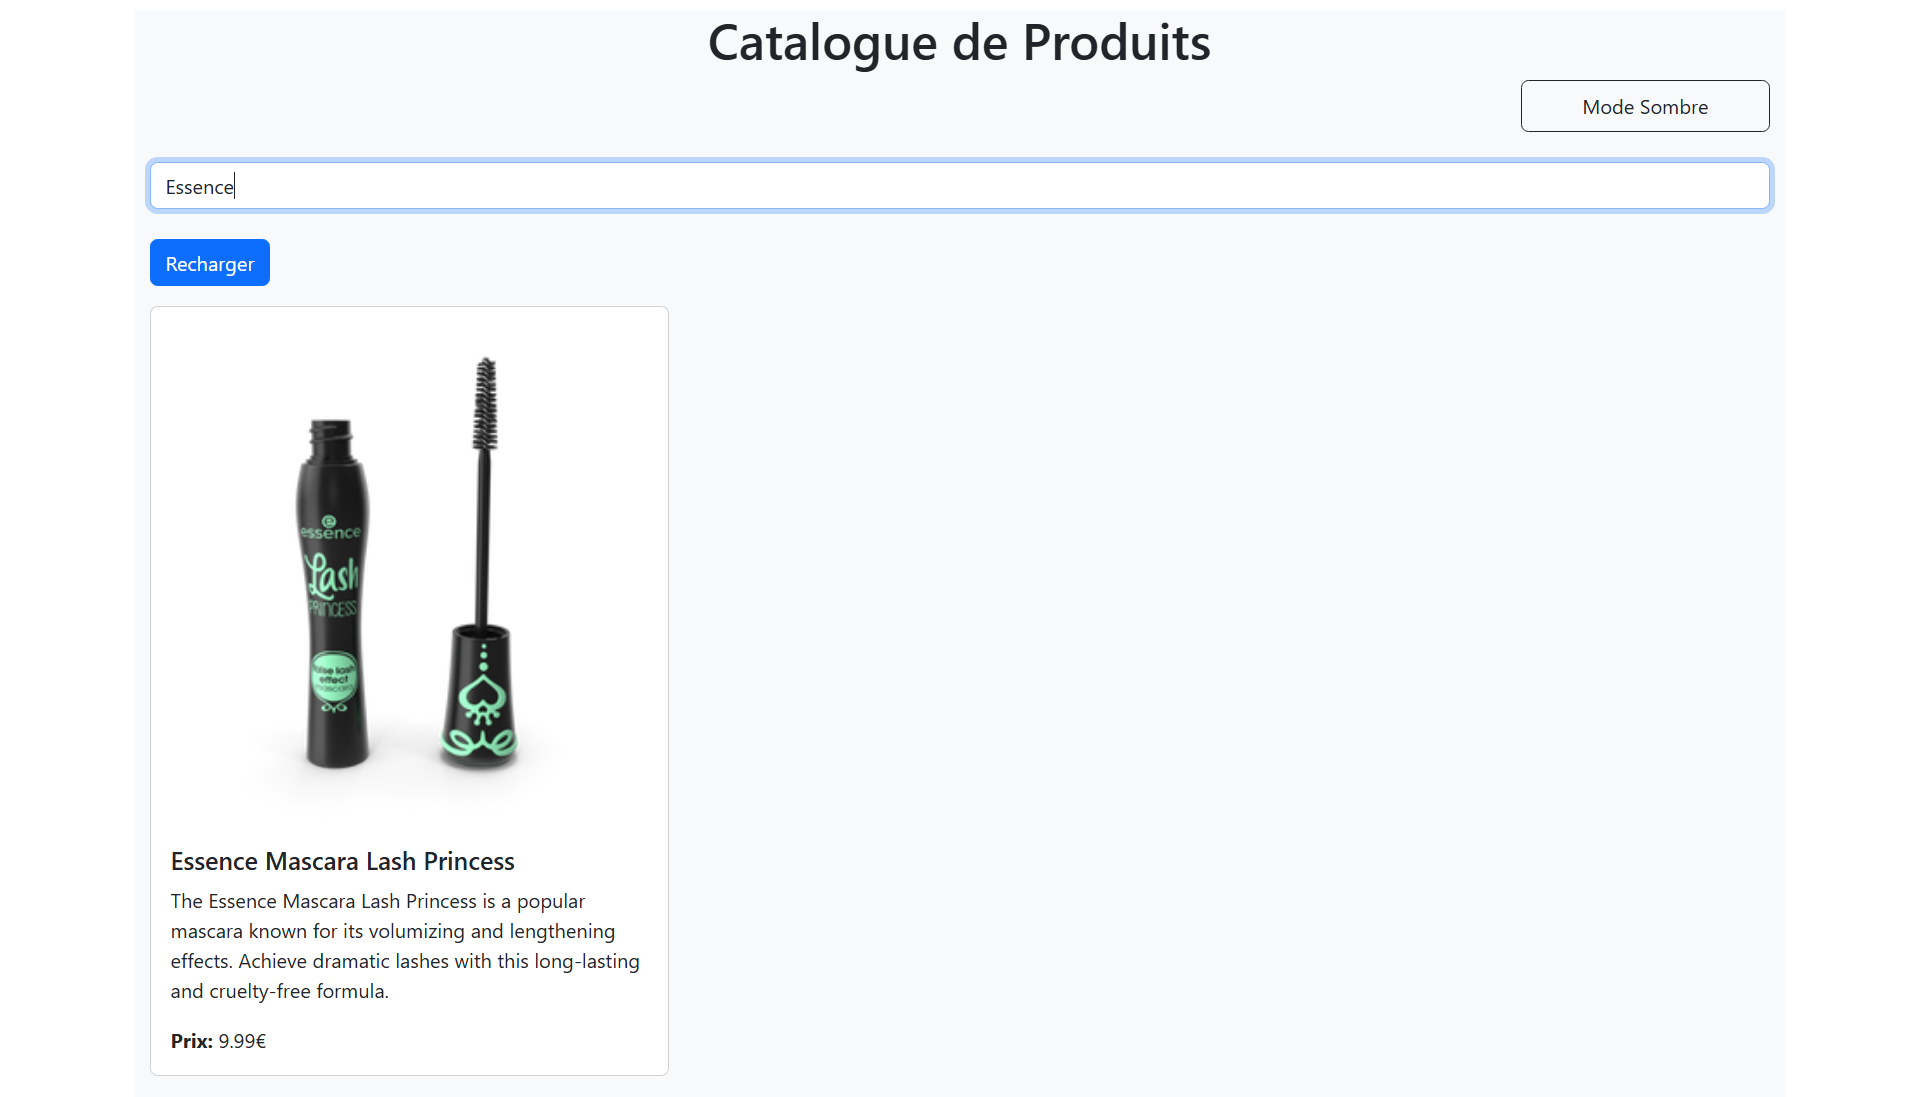 Catalogue de Produits
Mode Sombre
Essence
Recharger
essence
Lash
PRINCESS
false lash
effect
mascara
Essence Mascara Lash Princess
The Essence Mascara Lash Princess is a popular
mascara known for its volumizing and lengthening
effects. Achieve dramatic lashes with this long-lasting
and cruelty-free formula.
Prix: 9.99€